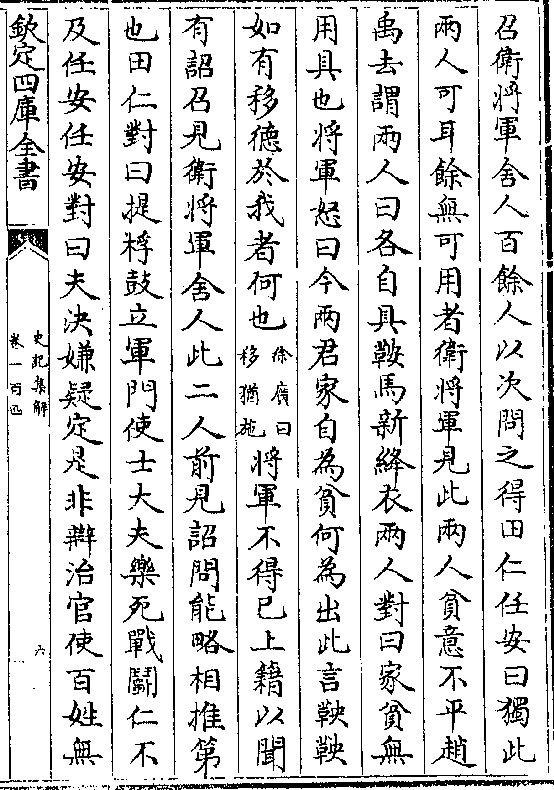 召衛將軍舍人百餘人以次問之得田仁任安曰獨此
兩人可耳餘無可用者衛將軍見此兩人貧意不平趙
禹去謂兩人曰各自具鞍馬新絳衣兩人對曰家貧無
用具也將軍怒曰今兩君家自為貧何為出此言鞅鞅
如有移德於我者何也徐廣曰移猶施將軍不得已上籍以聞
有詔召見衛將軍舍人此二人前見詔問能略相推第
也田仁對曰提桴鼓立軍門使士大夫樂死戰鬭仁不
及任安任安對曰夫決嫌疑定是非辯治官使百姓無
欽定四庫全書
史記集解
卷一百四
六